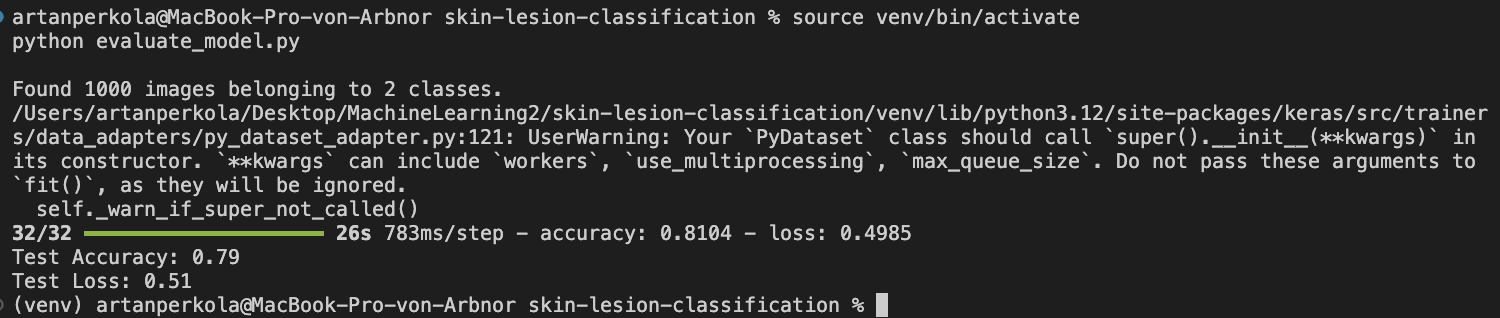 artanperkola@MacBook-Pro-von-Arbnor skin-lesion-classification % source venv/bin/activate
python evaluate_model.py
Found 1000 images belonging to 2 classes.
/Users/artanperkola/Desktop/MachineLearning2/skin-lesion-classification/venv/lib/python3.12/site-packages/keras/src/trainer
s/data_adapters/py_dataset_adapter.py:121: UserWarning: Your `PyDataset` class should call `super().__init__(**kwargs)` in
its constructor. `**kwargs` can include `workers`, `use_multiprocessing`, `max_queue_size`. Do not pass these arguments to
`fit()`, as they will be ignored.
  self._warn_if_super_not_called()
32/32 26s 783ms/step - accuracy: 0.8104 - loss: 0.4985
Test Accuracy: 0.79
Test Loss: 0.51
(venv) artanperkola@MacBook-Pro-von-Arbnor skin-lesion-classification %